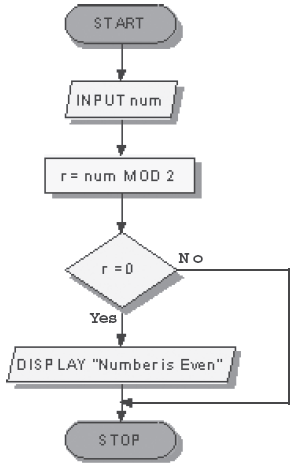 START
INPUT num
r = num MOD 2
r =0
No
Yes
DISPLAY "Number is Even"
STOP